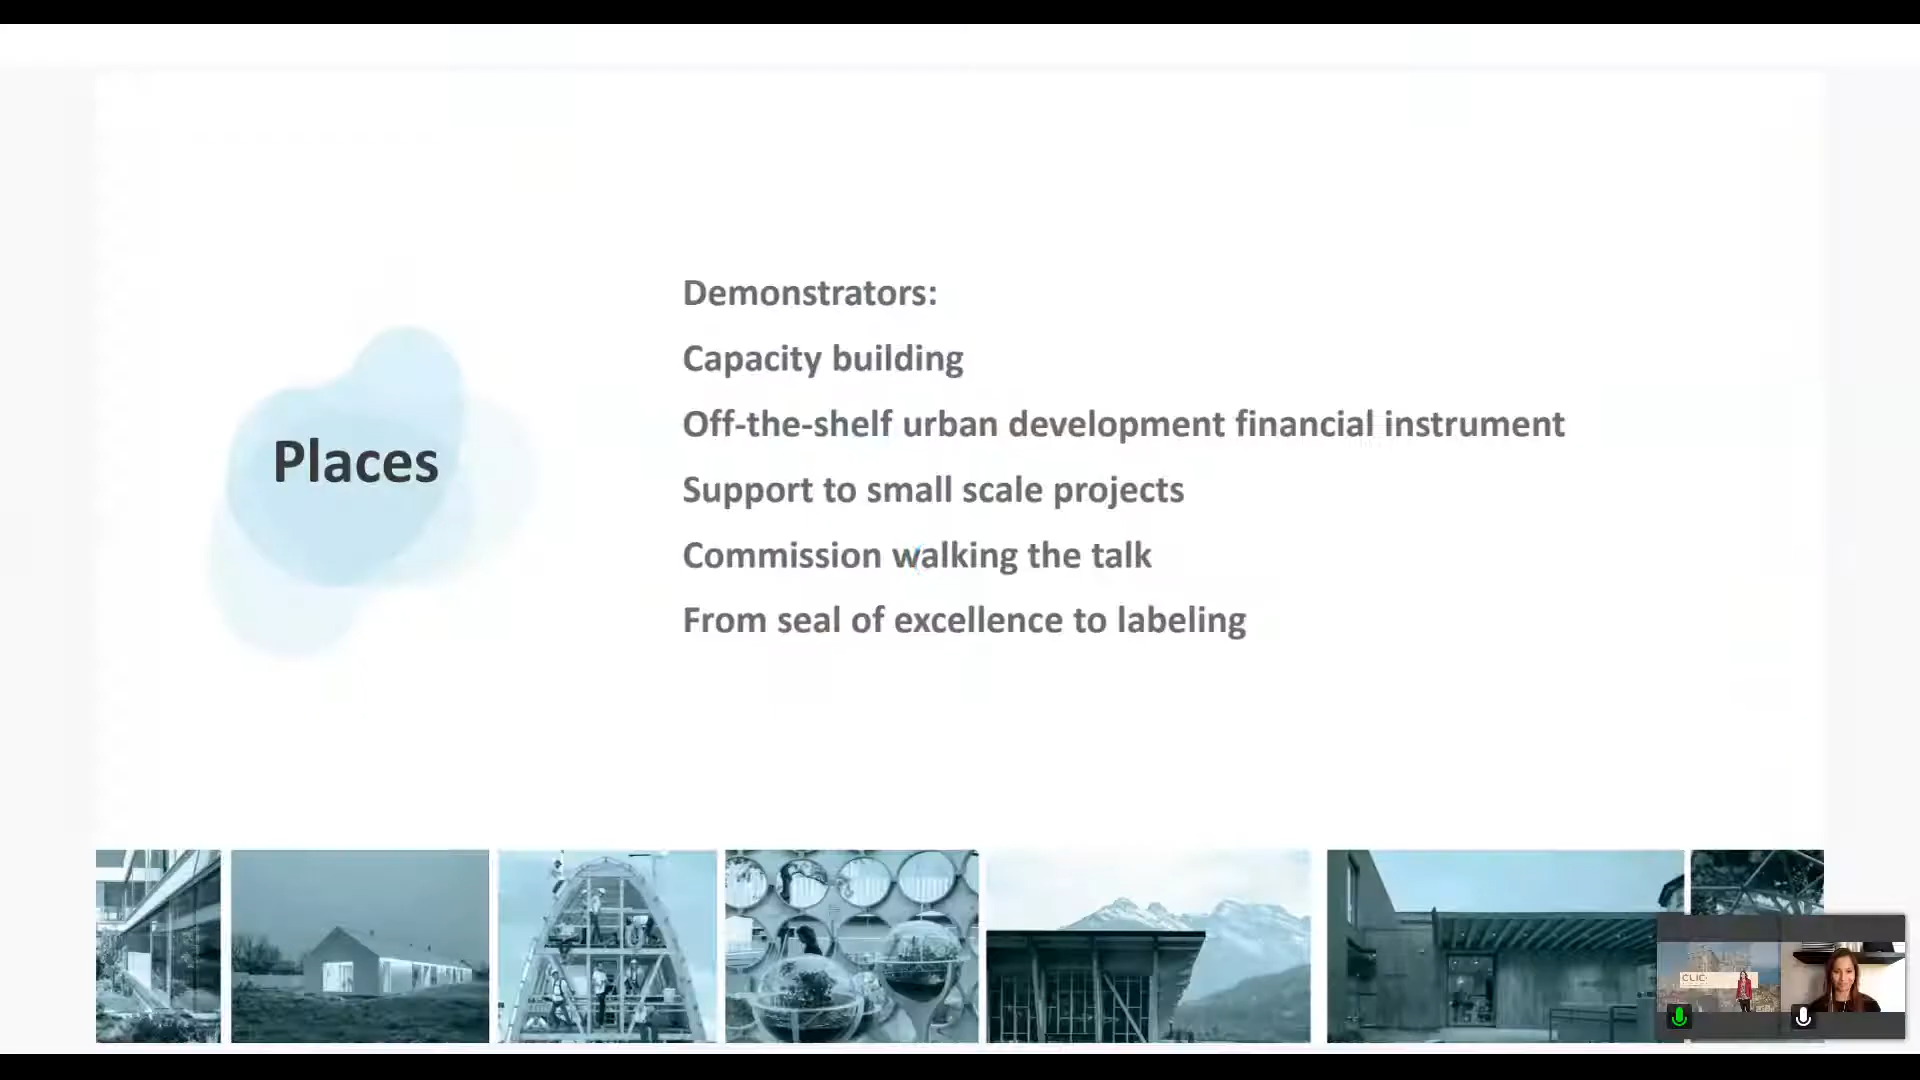 Places
Demonstrators:
Capacity building
Off-the-shelf urban development financial instrument
Support to small scale projects
Commission walking the talk
From seal of excellence to labeling
CLIC